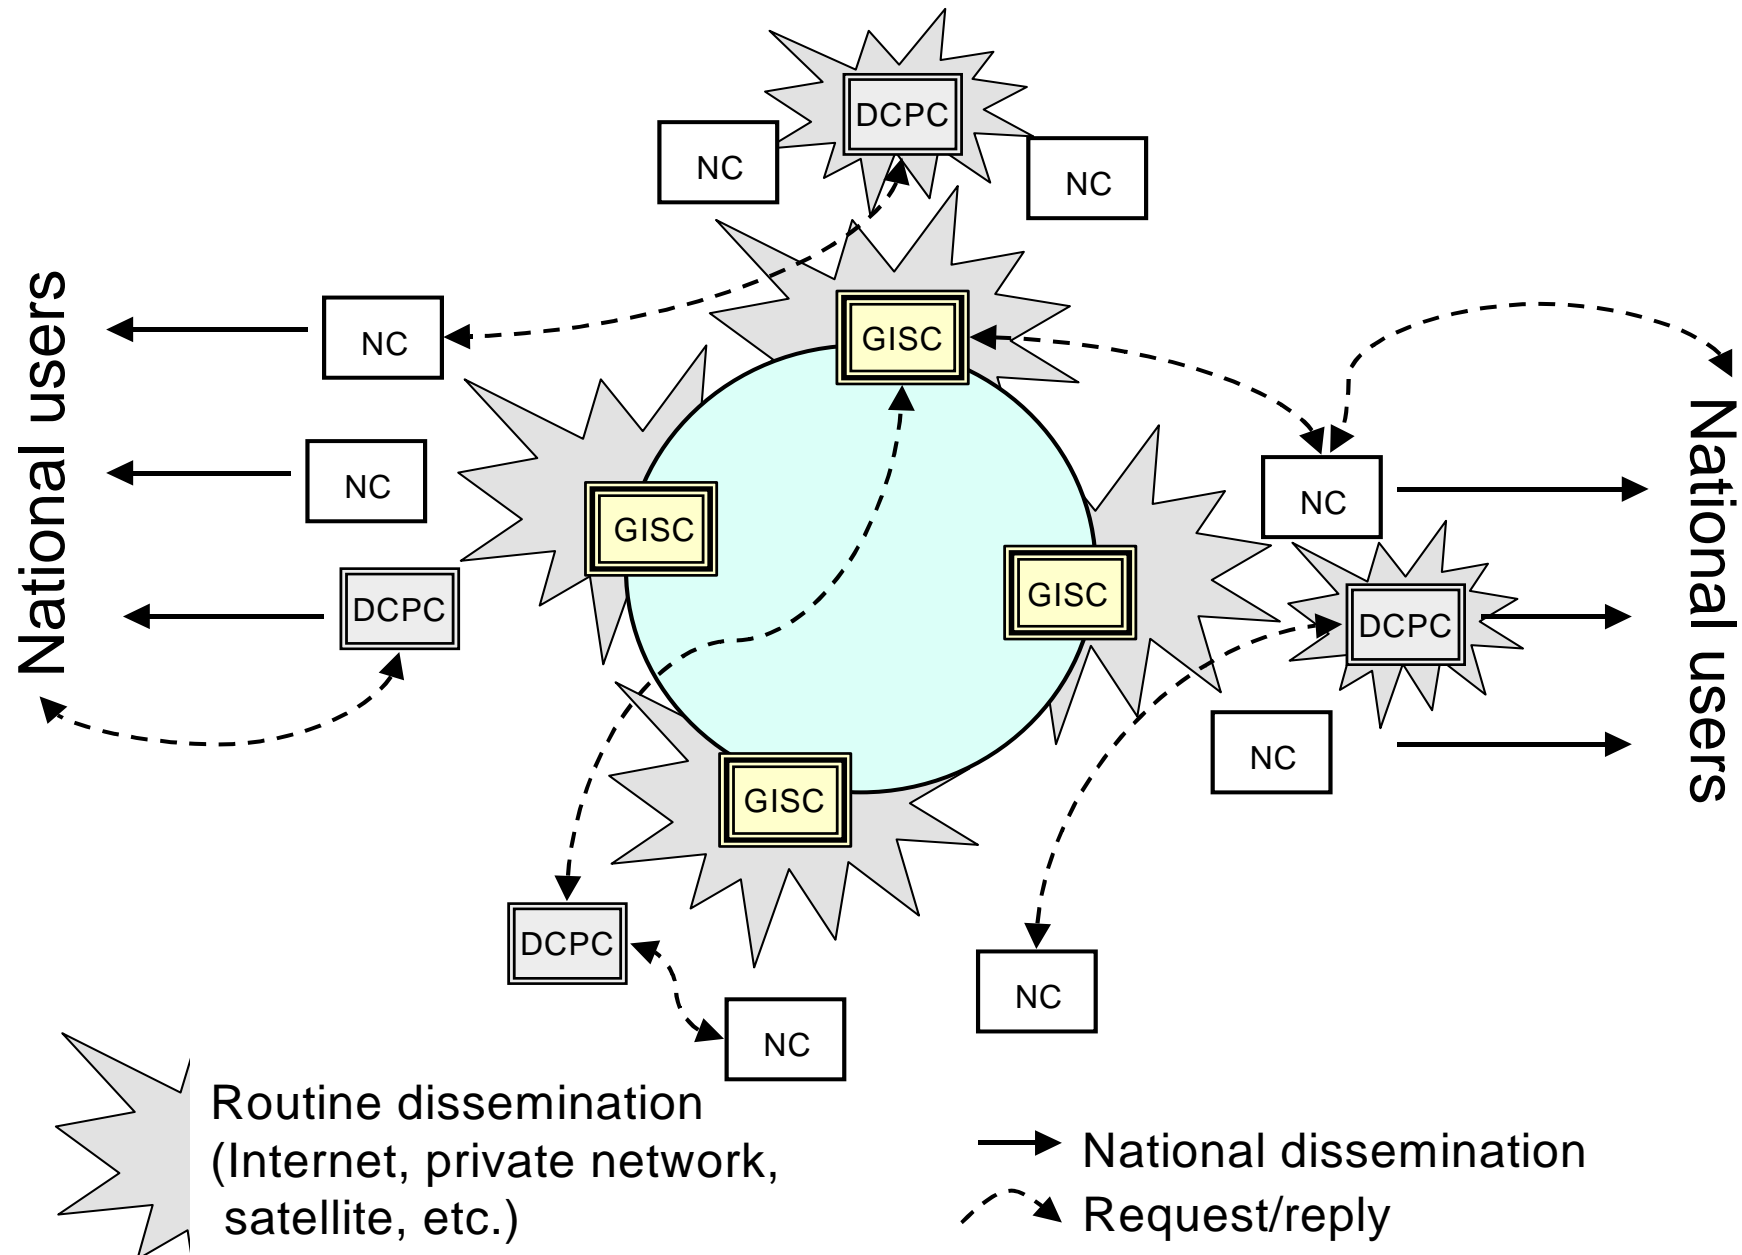 DCPC
NC
NC
National users
NC
GISC
National users
NC
NC
GISC
GISC
DCPC
DCPC
NC
GISC
DCPC
NC
NC
Routine dissemination
(Internet, private network,
satellite, etc.)
National dissemination
Request/reply